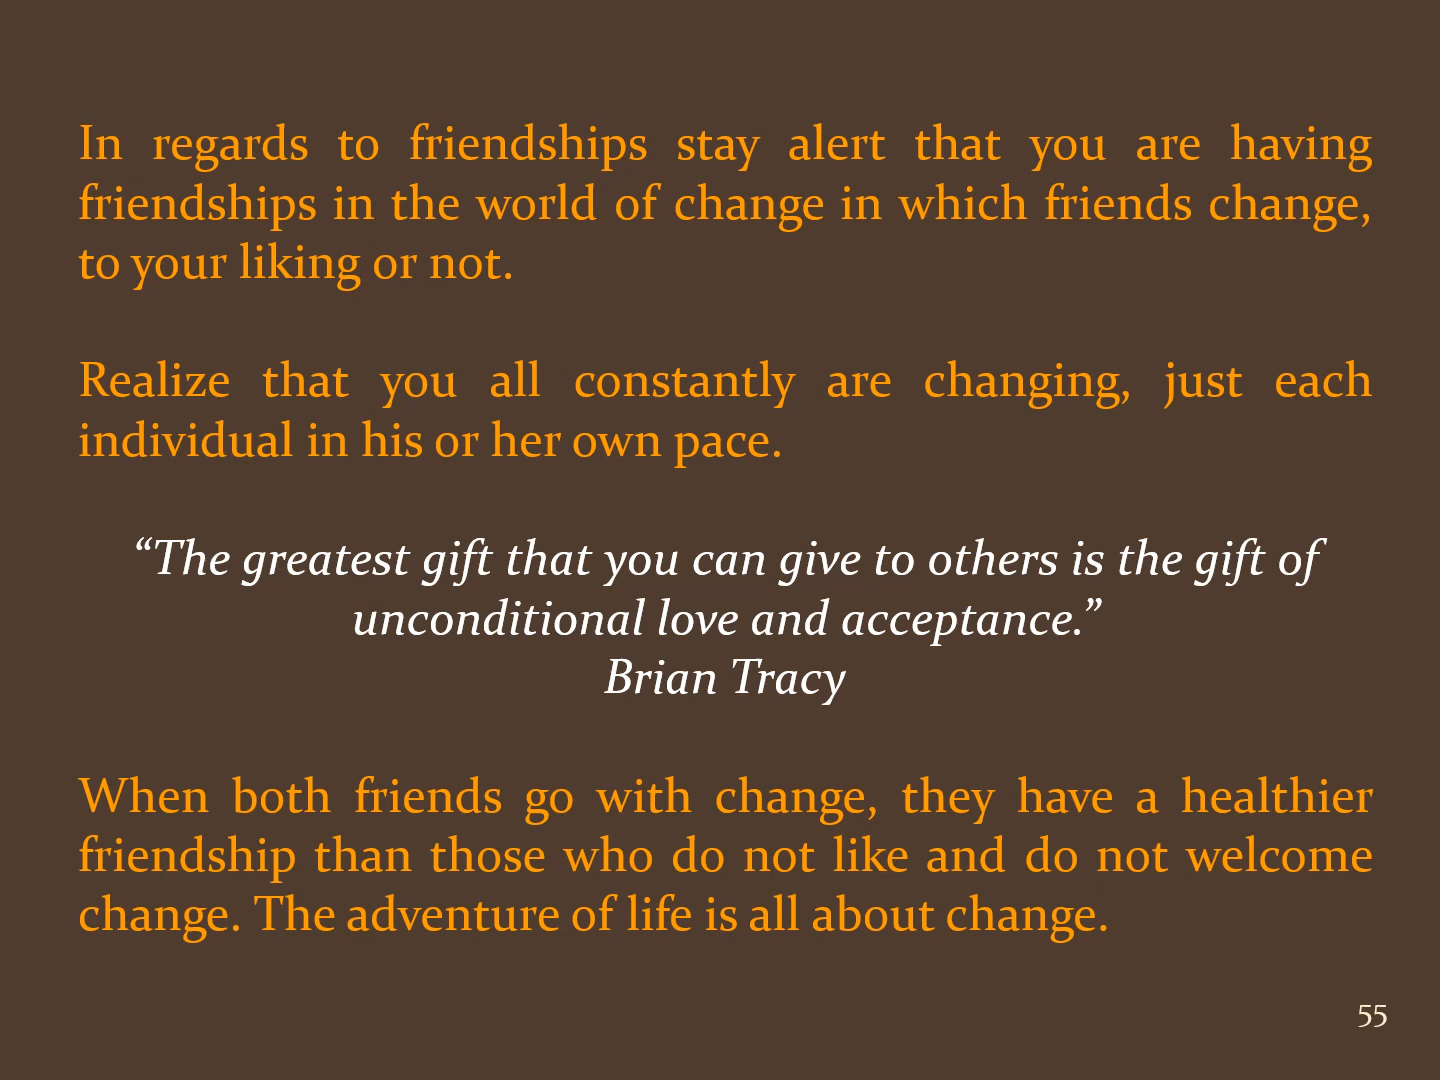 In regards to friendships stay alert that you are having
friendships in the world of change in which friends change,
to your liking or not.
Realize that you all constantly are changing, just each
individual in his or her own pace.
“The greatest gift that you can give to others is the gift of
unconditional love and acceptance.”
Brian Tracy
When both friends go with change, they have a healthier
friendship than those who do not like and do not welcome
change. The adventure of life is all about change.
55